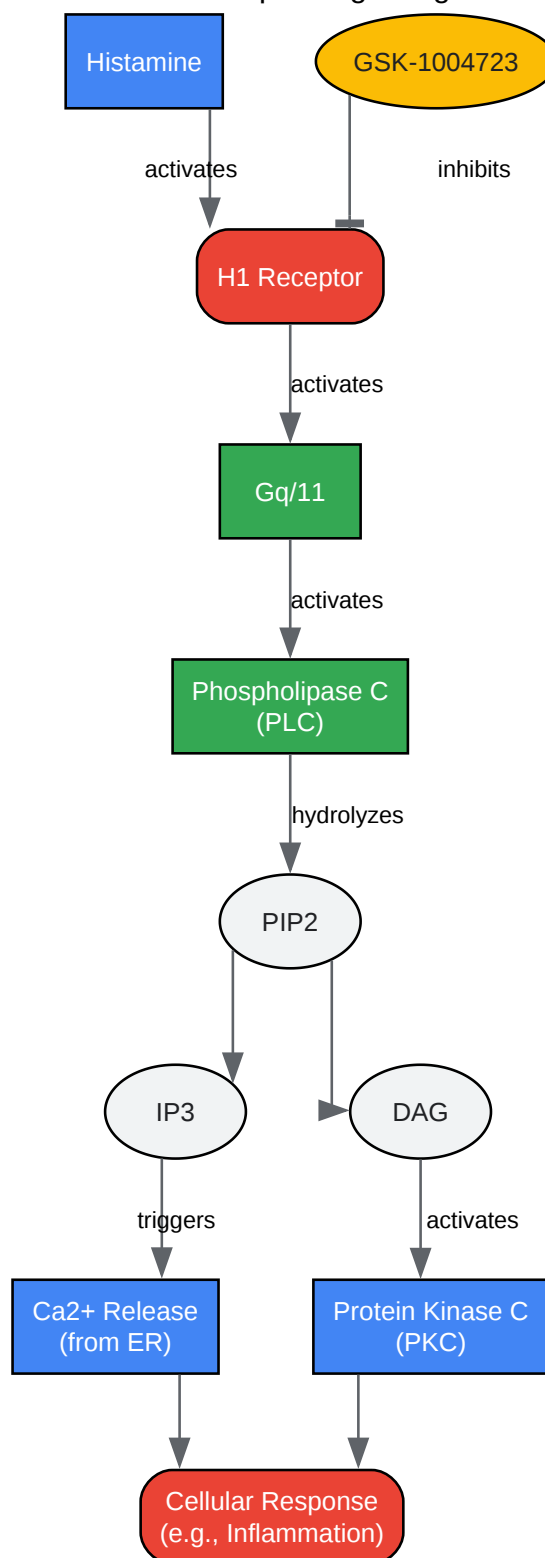 Histamine
GSK-1004723
activates
inhibits
H1 Receptor
activates
Gq/11
activates
Phospholipase C
(PLC)
hydrolyzes
PIP2
IP3
DAG
triggers
activates
Ca2+ Release
(from ER)
Protein Kinase C
(PKC)
Cellular Response
(e.g., Inflammation)